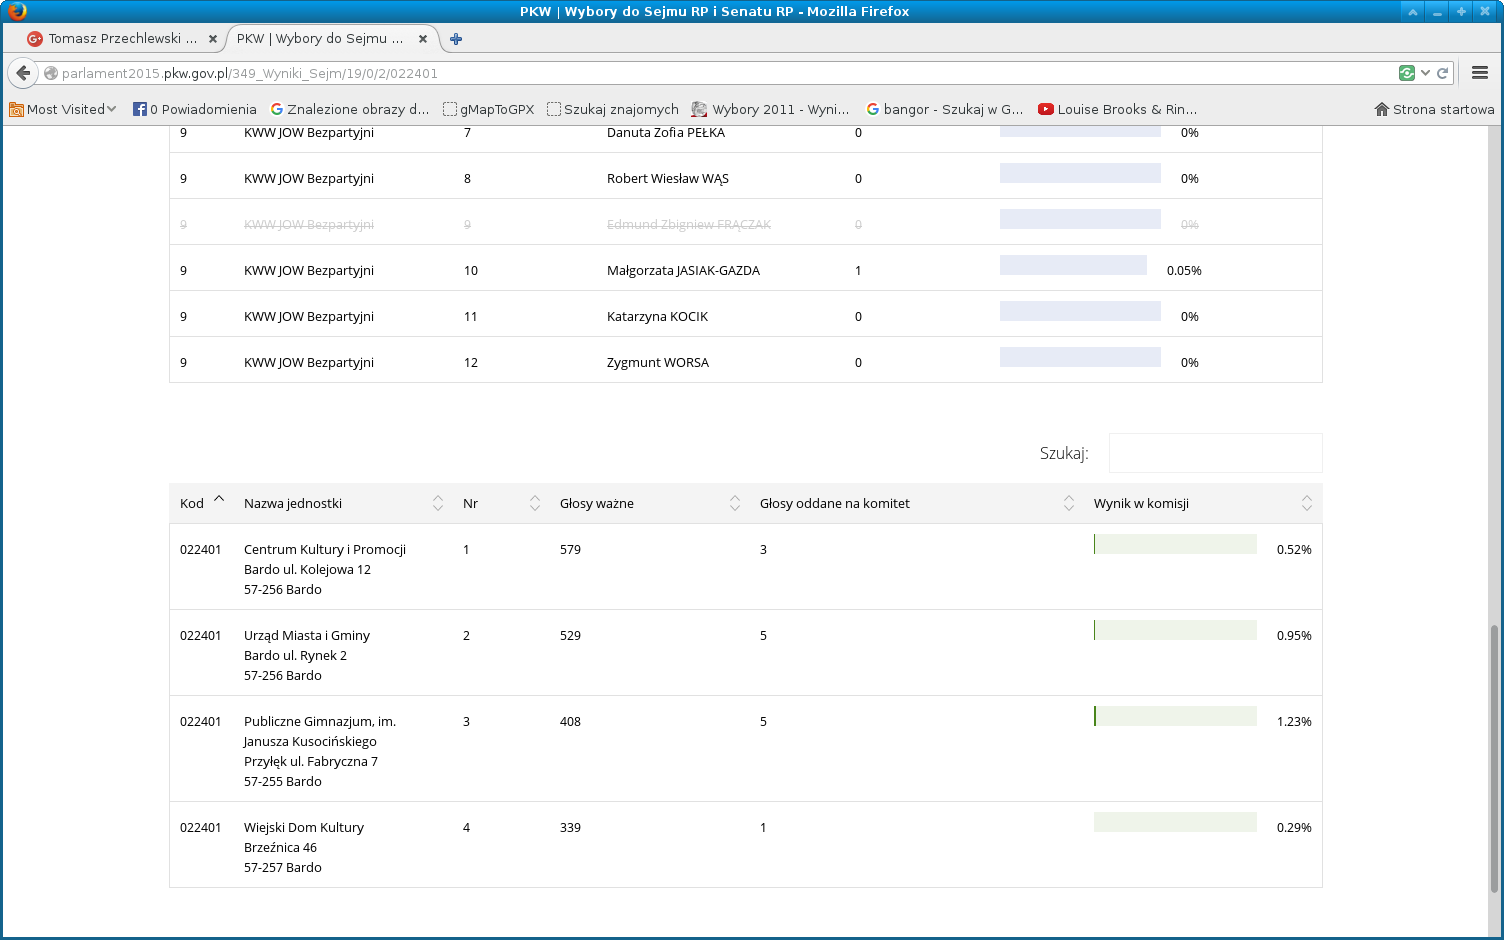 PKW | Wybory do Sejmu RP i Senatu RP - Mozilla Firefox
Tomasz Przechlewski ...
PKW | Wybory do Sejmu ...
parlament2015.pkw.gov.pl/349_Wyniki_Sejm/19/0/2/022401
Most Visited 0 Powiadomienia Znalezione obrazy d... gMapToGPX Szukaj znajomych Wybory 2011 - Wyni... bangor - Szukaj w G... Louise Brooks & Rin... Strona startowa
9 KWW JOW Bezpartyjni 7 Danuta Zofia PEŁKA 0 0%
9 KWW JOW Bezpartyjni 8 Robert Wiesław WĄS 0 0%
9 KWW JOW Bezpartyjni 9 Edmund Zbigniew FRĄCZAK 0 0%
9 KWW JOW Bezpartyjni 10 Małgorzata JASIAK-GAZDA 1 0.05%
9 KWW JOW Bezpartyjni 11 Katarzyna KOCIK 0 0%
9 KWW JOW Bezpartyjni 12 Zygmunt WORSA 0 0%
Szukaj:
Kod Nazwa jednostki Nr Głosy ważne Głosy oddane na komitet Wynik w komisji
022401 Centrum Kultury i Promocji 1 579 3 0.52%
Bardo ul. Kolejowa 12
57-256 Bardo
022401 Urząd Miasta i Gminy 2 529 5 0.95%
Bardo ul. Rynek 2
57-256 Bardo
022401 Publiczne Gimnazjum, im. 3 408 5 1.23%
Janusza Kusocińskiego
Przyłęk ul. Fabryczna 7
57-255 Bardo
022401 Wiejski Dom Kultury 4 339 1 0.29%
Brzeźnica 46
57-257 Bardo